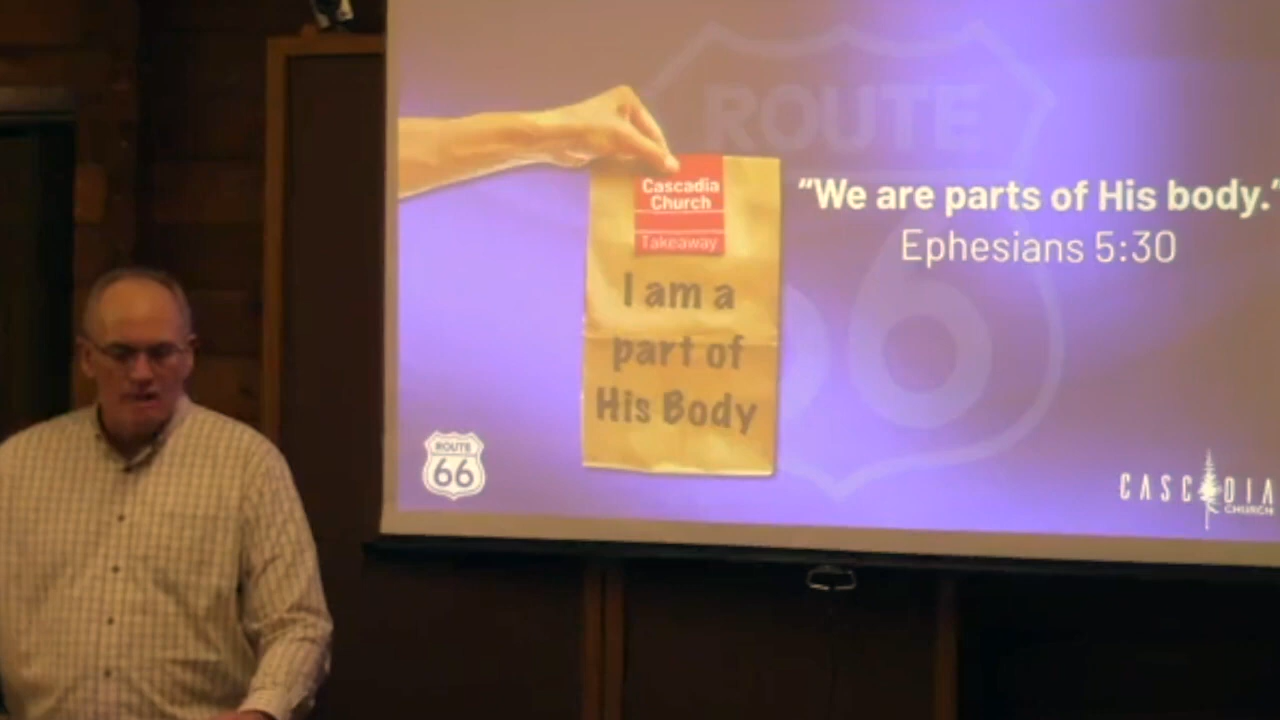 ROUTE
66
Cascadia
Church
Takeaway
I am a
part of
His Body
“We are parts of His body.”
Ephesians 5:30
ROUTE
66
CASCADIA
CHURCH